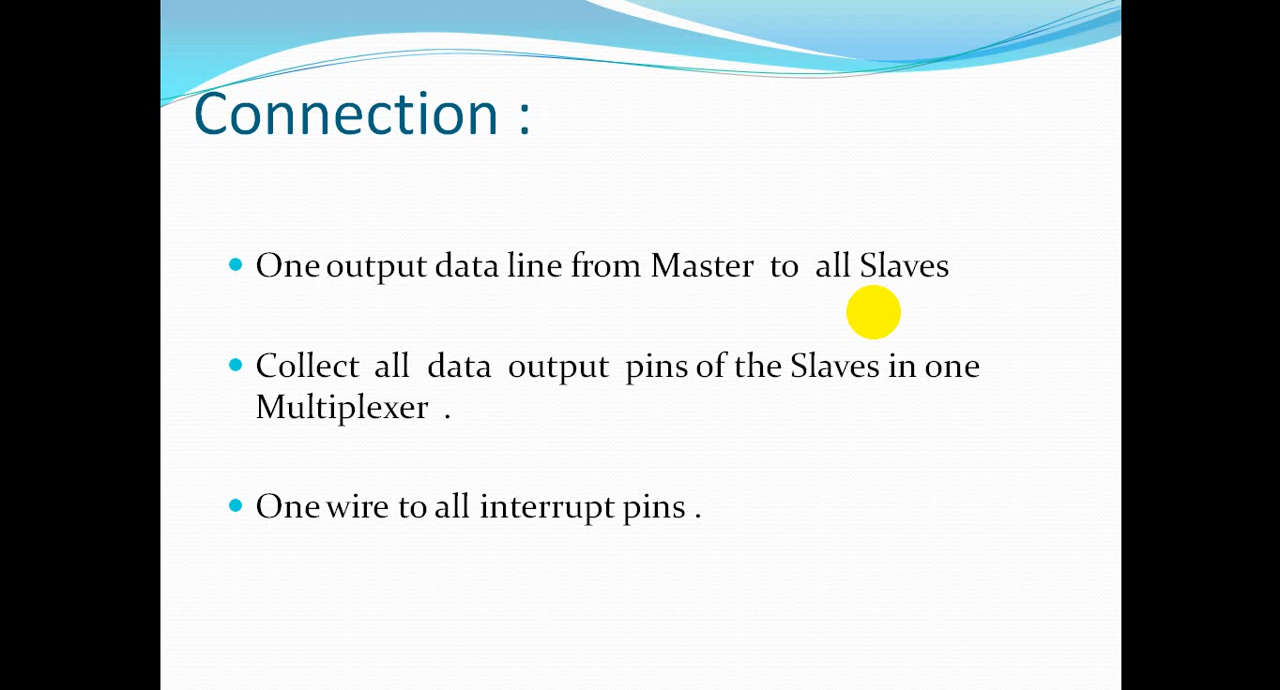 Connection :
One output data line from Master to all Slaves
Collect all data output pins of the Slaves in one
Multiplexer .
One wire to all interrupt pins .